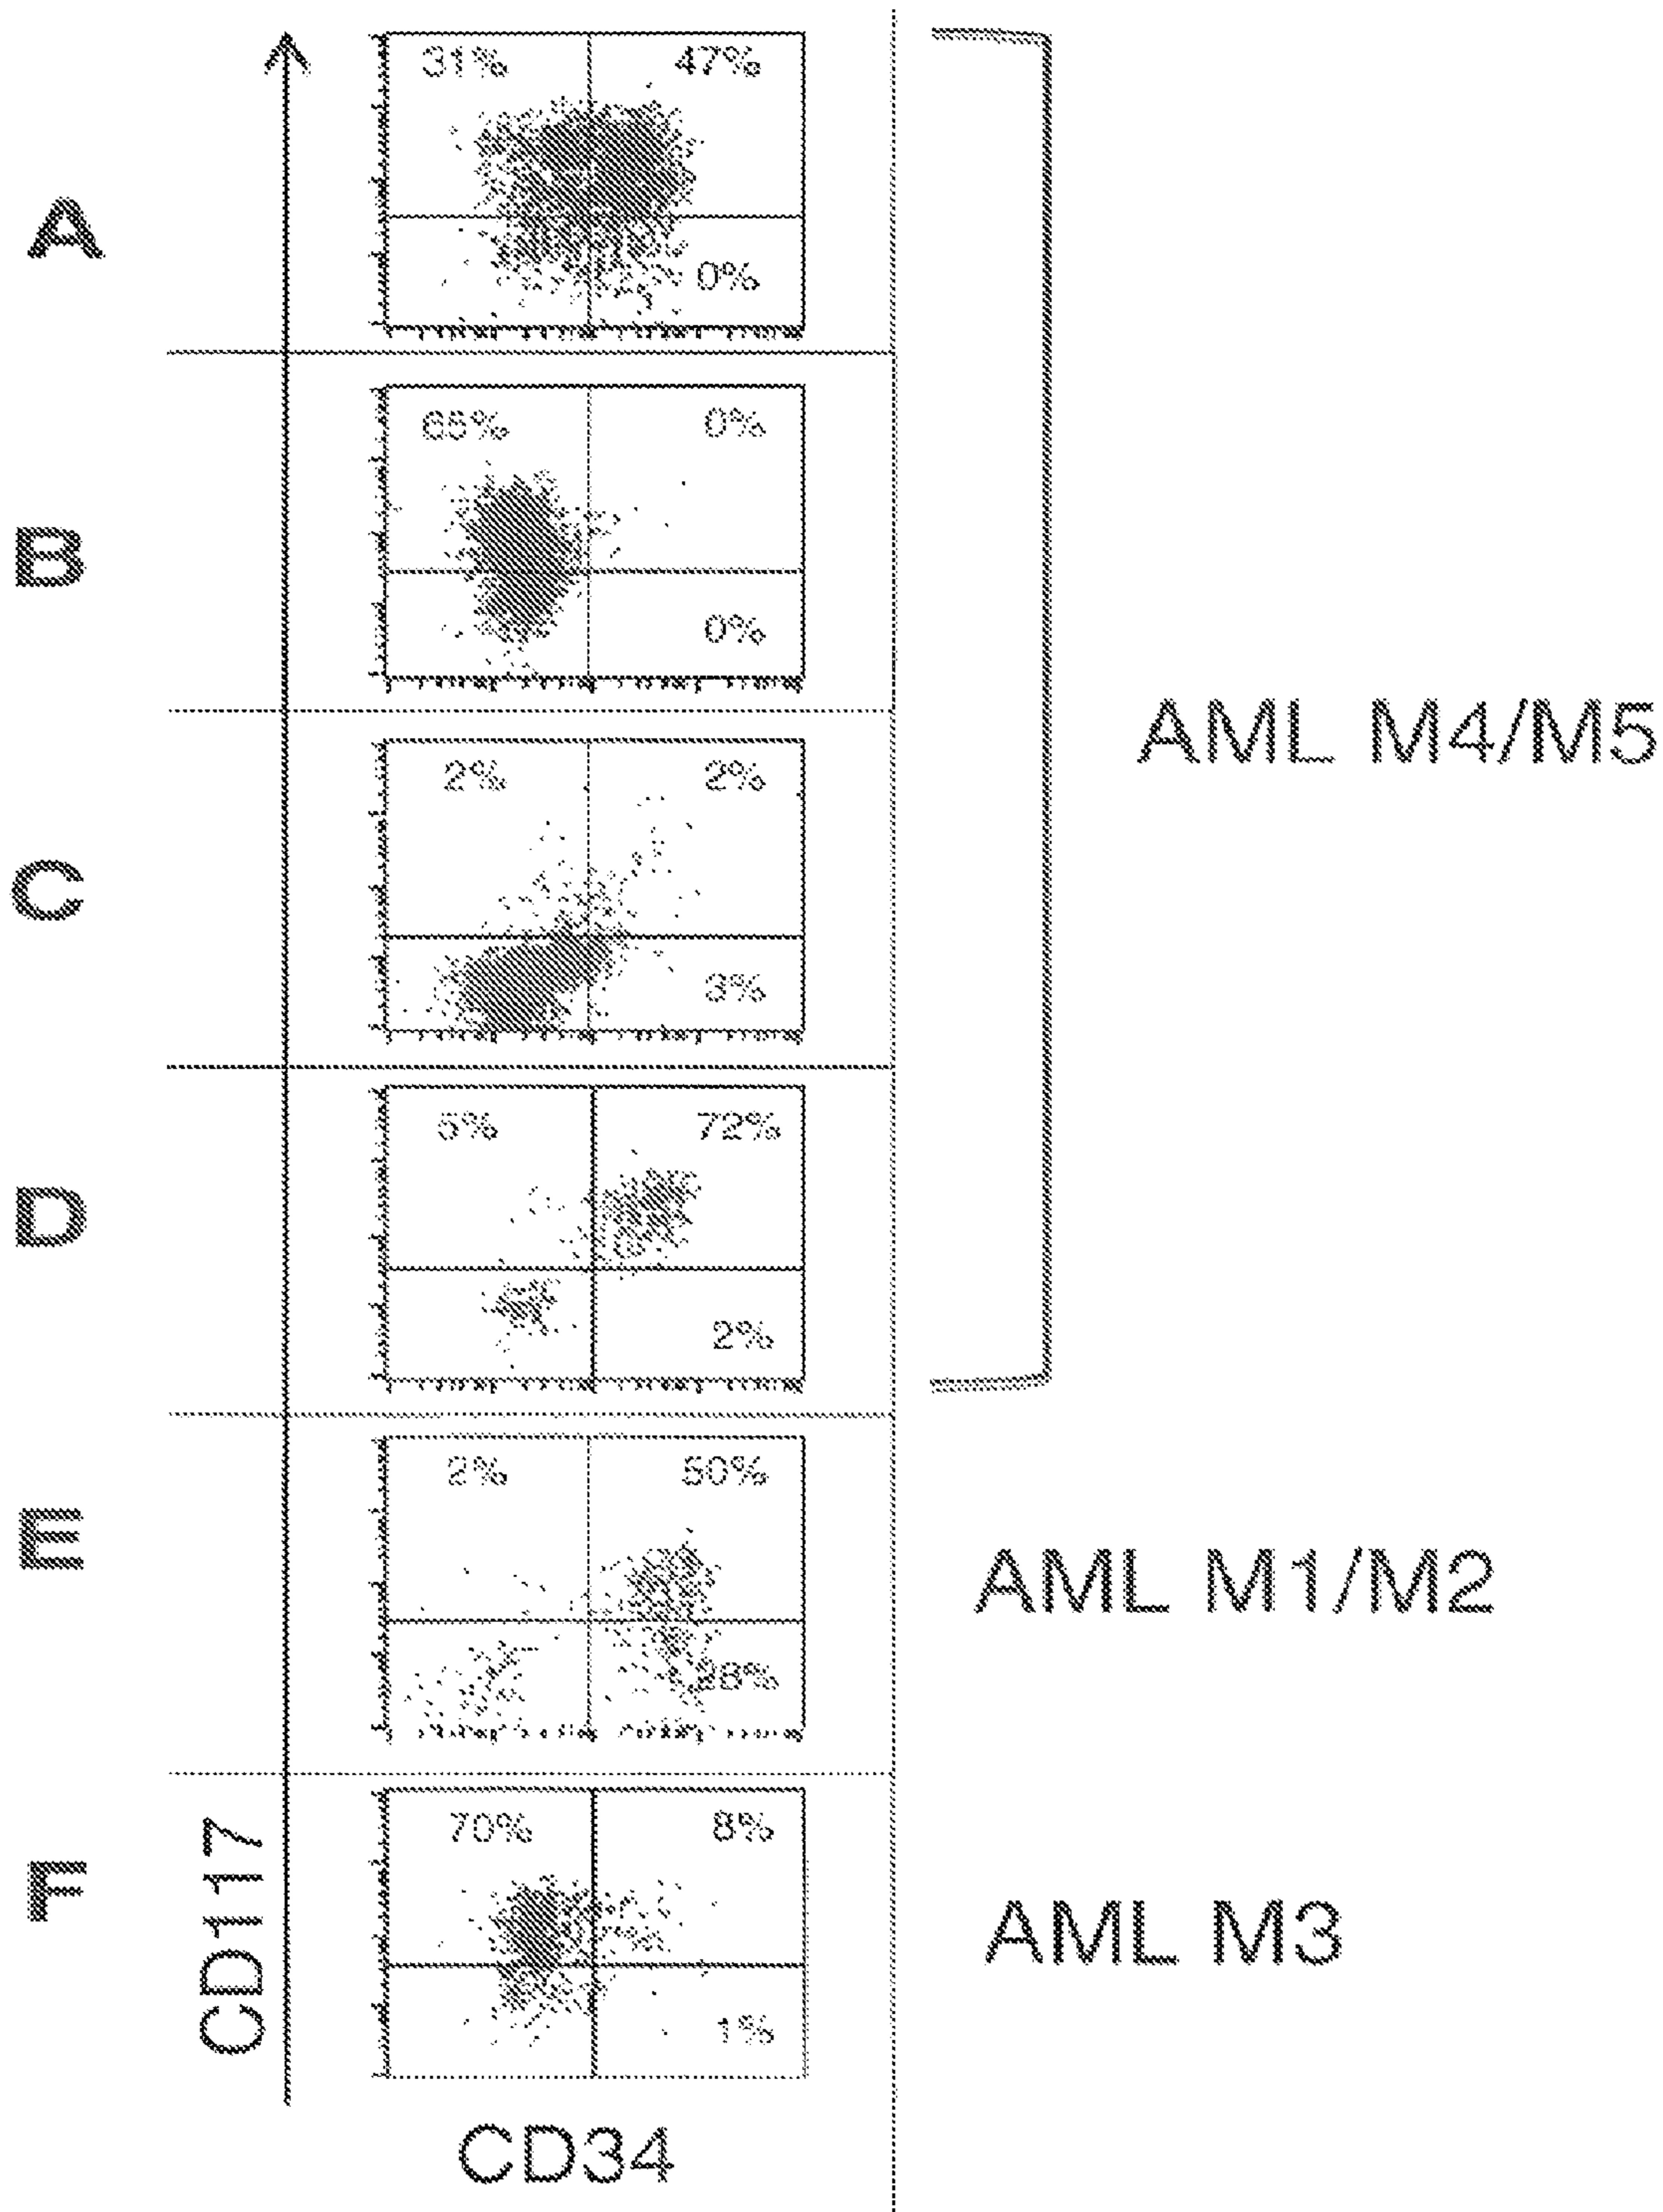 31% 47%
A
0%
65% 0%
B
0%
AML M4/M5
2% 2%
C
3%
5% 72%
D
2%
2% 50%
E
AML M1/M2
28%
70% 8%
F
CD117
AML M3
1%
CD34